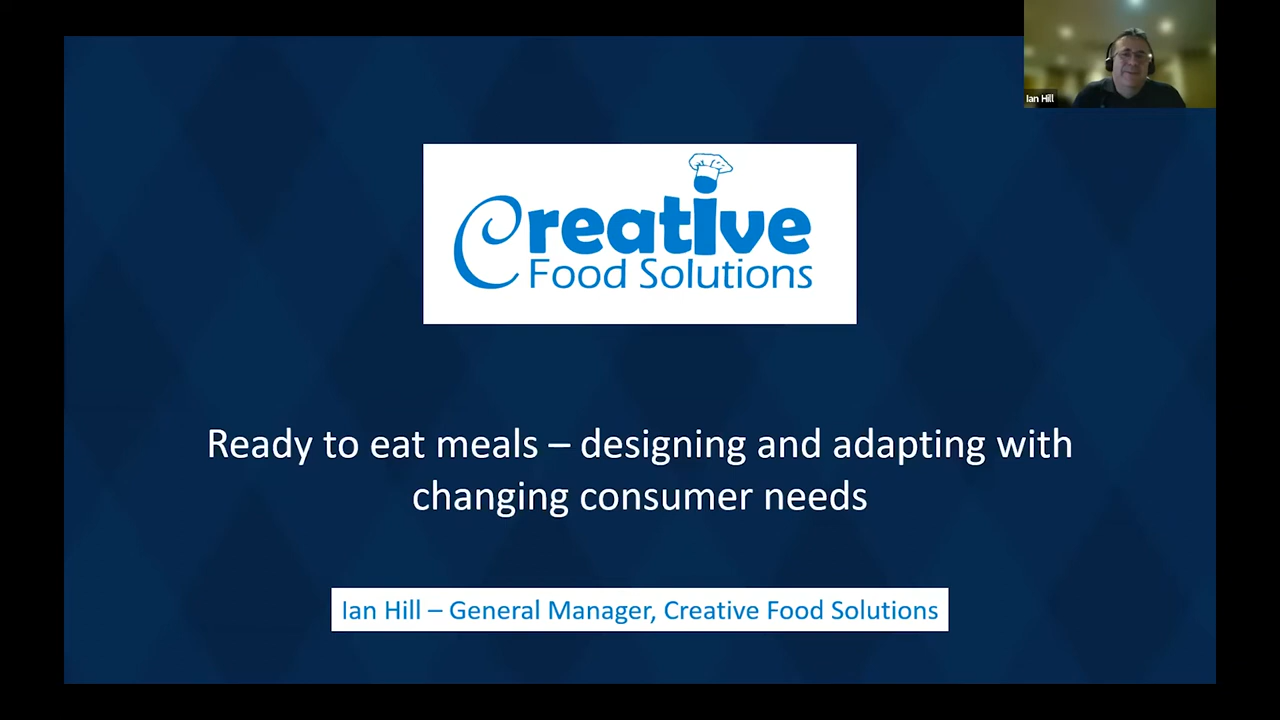 Ian Hill
Creative
Food Solutions
Ready to eat meals – designing and adapting with
changing consumer needs
Ian Hill – General Manager, Creative Food Solutions